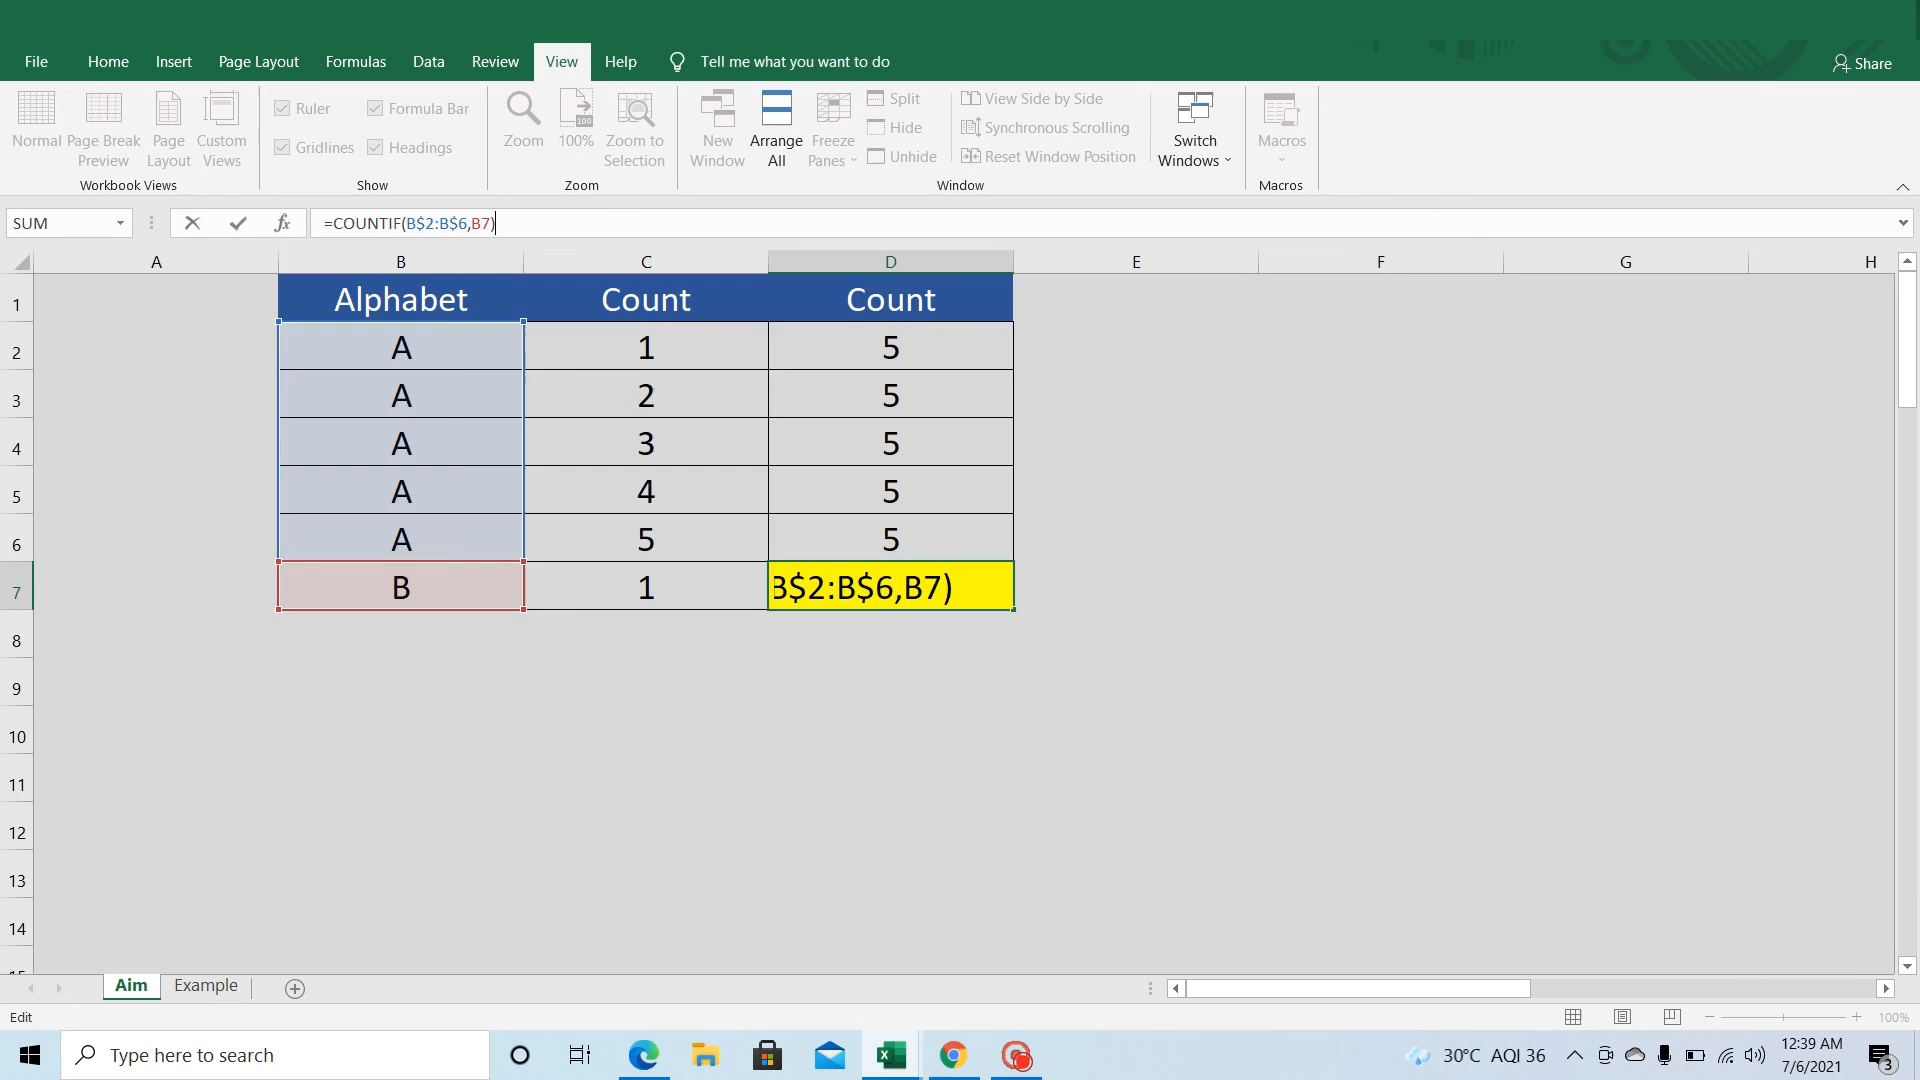 File Home Insert Page Layout Formulas Data Review View Help Tell me what you want to do Share
Normal Page Break Preview Page Layout Custom Views
Workbook Views
Ruler Formula Bar
Gridlines Headings
Show
Zoom 100% Zoom to Selection
Zoom
New Window Arrange All Freeze Panes
Split
Hide
Unhide
View Side by Side
Synchronous Scrolling
Reset Window Position
Window
Switch Windows
Macros
Macros
SUM fx =COUNTIF(B$2:B$6,B7)
A B C D E F G H
1 Alphabet Count Count
2 A 1 5
3 A 2 5
4 A 3 5
5 A 4 5
6 A 5 5
7 B 1 B$2:B$6,B7)
8
9
10
11
12
13
14
Aim Example
Edit 100%
Type here to search 30°C AQI 36 12:39 AM
7/6/2021 3